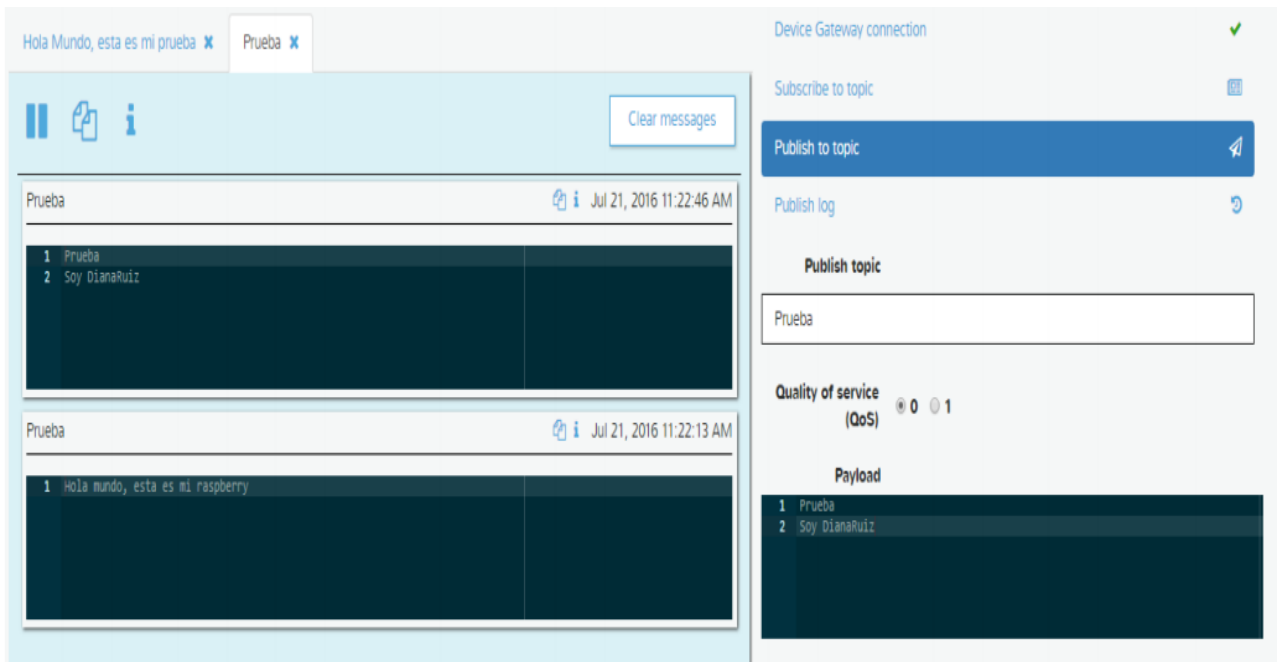 Hola Mundo, esta es mi prueba ✖
Prueba ✖
Clear messages
Prueba
Jul 21, 2016 11:22:46 AM
1 Prueba
2 Soy DianaRuiz
Prueba
Jul 21, 2016 11:22:13 AM
1 Hola mundo, esta es mi raspberry
Device Gateway connection
Subscribe to topic
Publish to topic
Publish log
Publish topic
Prueba
Quality of service
(QoS)
0 1
Payload
1 Prueba
2 Soy DianaRuiz